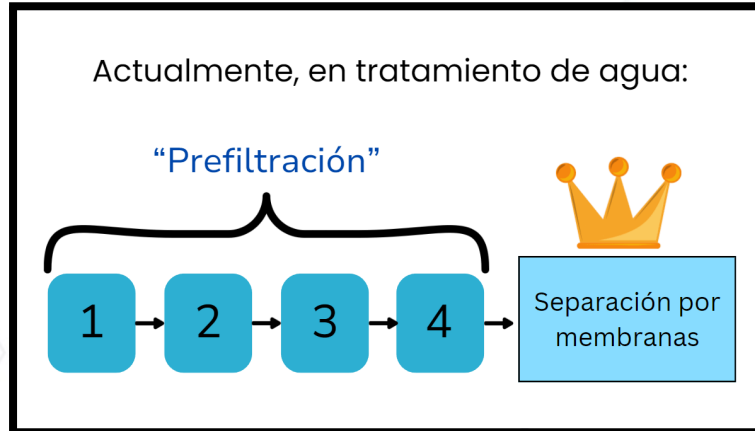 Actualmente, en tratamiento de agua:
“Prefiltración”
1
2
3
4
Separación por
membranas